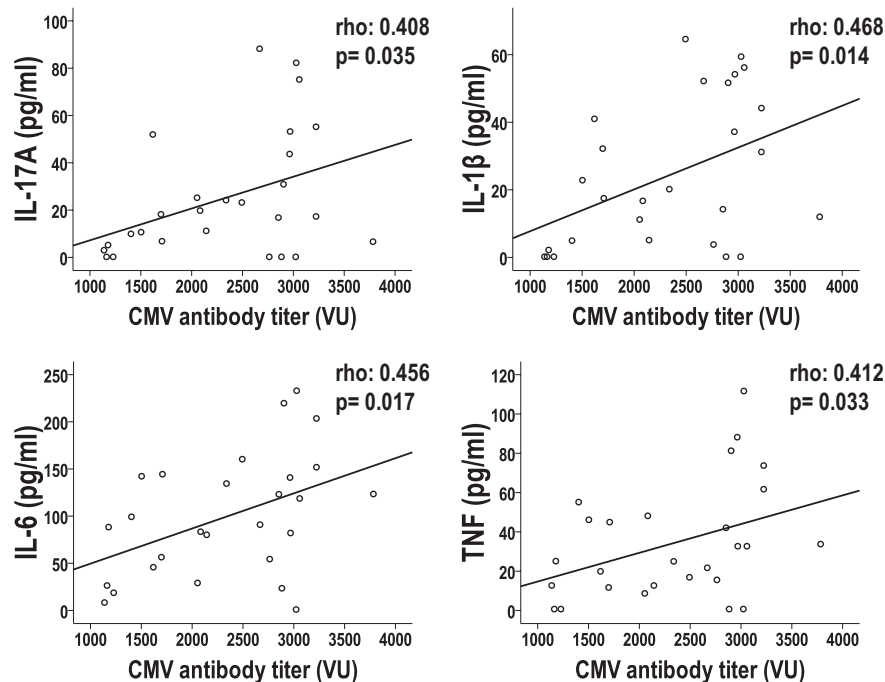 rho: 0.408
p= 0.035
IL-17A (pg/ml)
100
80
60
40
20
0
1000 1500 2000 2500 3000 3500 4000
CMV antibody titer (VU)
rho: 0.468
p= 0.014
IL-1β (pg/ml)
60
40
20
0
1000 1500 2000 2500 3000 3500 4000
CMV antibody titer (VU)
rho: 0.456
p= 0.017
IL-6 (pg/ml)
250
200
150
100
50
0
1000 1500 2000 2500 3000 3500 4000
CMV antibody titer (VU)
rho: 0.412
p= 0.033
TNF (pg/ml)
120
100
80
60
40
20
0
1000 1500 2000 2500 3000 3500 4000
CMV antibody titer (VU)